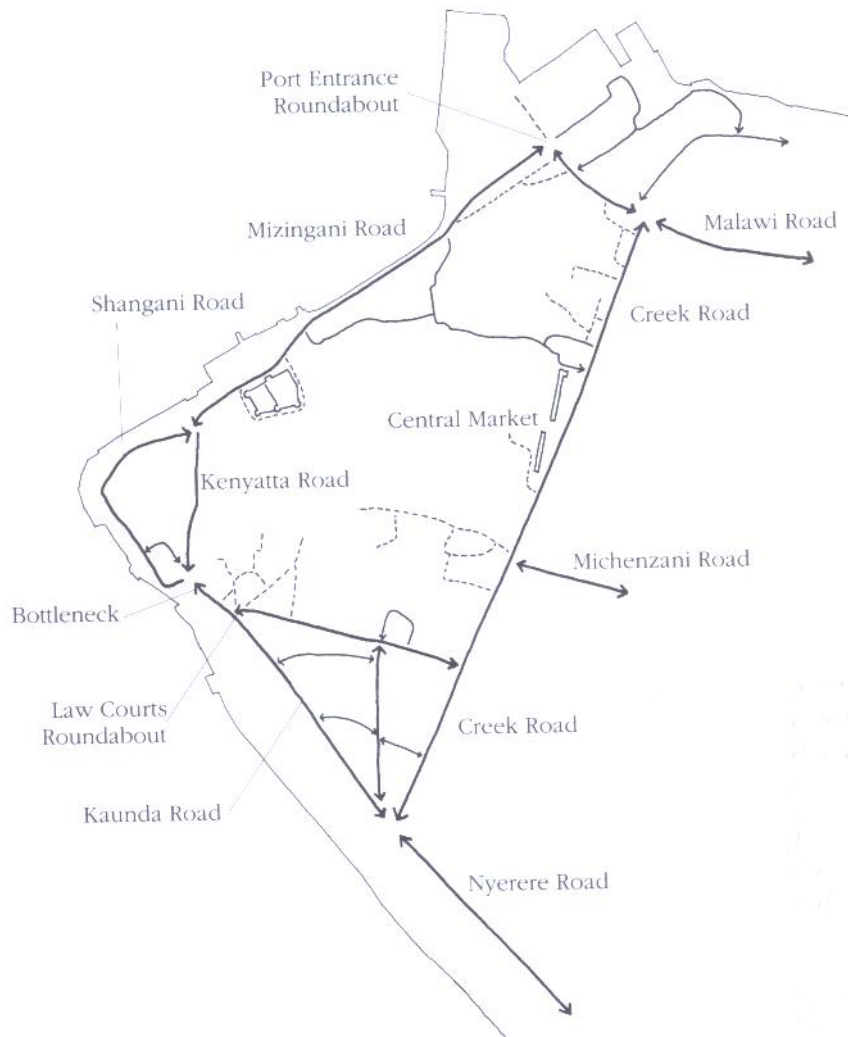 Port Entrance
Roundabout
Mizingani Road
Malawi Road
Shangani Road
Creek Road
Central Market
Kenyatta Road
Michenzani Road
Bottleneck
Law Courts
Roundabout
Creek Road
Kaunda Road
Nyerere Road